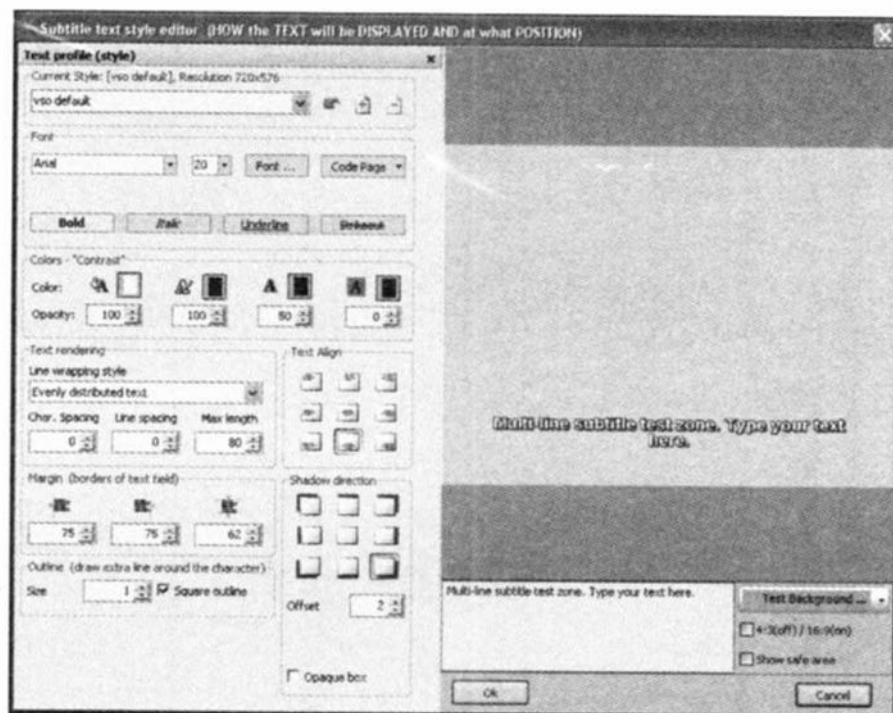 Subtitle text style editor (HOW the TEXT will be DISPLAYED AND at what POSITION)
Text profile (style)
Current Style: [vso default], Resolution 720x576
vso default
Font
Arial
20
Font ...
Code Page
Bold
Italic
Underline
Strikeout
Colors - "Contrast"
Color:
A
A
A
A
Opacity:
100
100
50
0
Text rendering
Line wrapping style
Evenly distributed text
Char. Spacing
Line spacing
Max length
0
0
80
Text Align
Margin (borders of text field)
75
75
62
Outline (draw extra line around the character)
Size
1
Square outline
Shadow direction
Offset
2
Opaque box
Multi-line subtitle test zone. Type your text
here.
Multi-line subtitle test zone. Type your text here.
Test Background ...
4:3(off) / 16:9(on)
Show safe area
Ok
Cancel